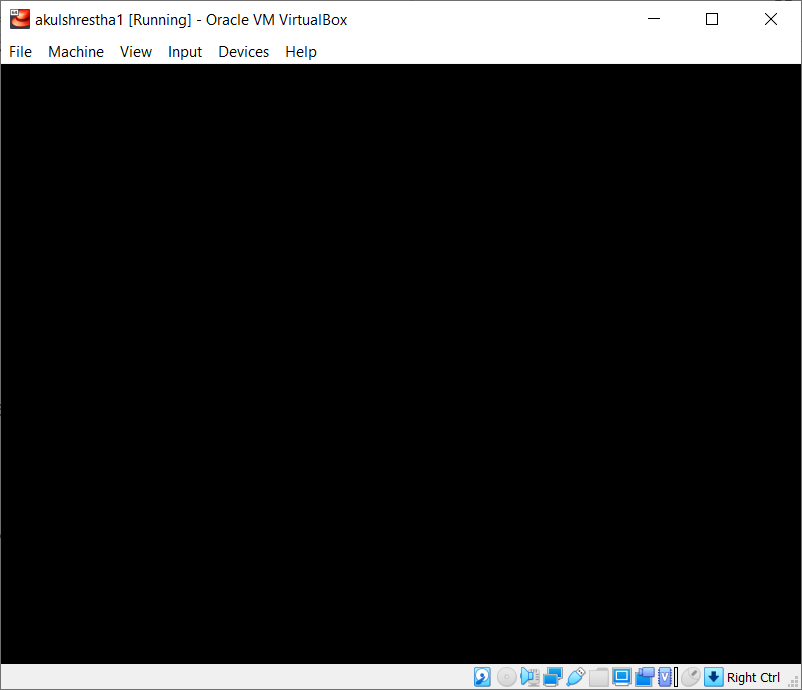 akulshrestha1 [Running] - Oracle VM VirtualBox
File Machine View Input Devices Help
V Right Ctrl